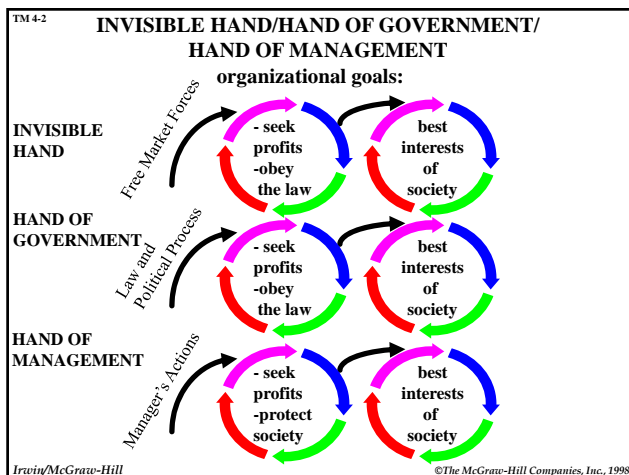 TM 4-2
INVISIBLE HAND/HAND OF GOVERNMENT/
HAND OF MANAGEMENT
organizational goals:
INVISIBLE
HAND
Free Market Forces
- seek
profits
-obey
the law
best
interests
of
society
HAND OF
GOVERNMENT
Law and
Political Process
- seek
profits
-obey
the law
best
interests
of
society
HAND OF
MANAGEMENT
Manager's Actions
- seek
profits
-protect
society
best
interests
of
society
Irwin/McGraw-Hill
©The McGraw-Hill Companies, Inc., 1998